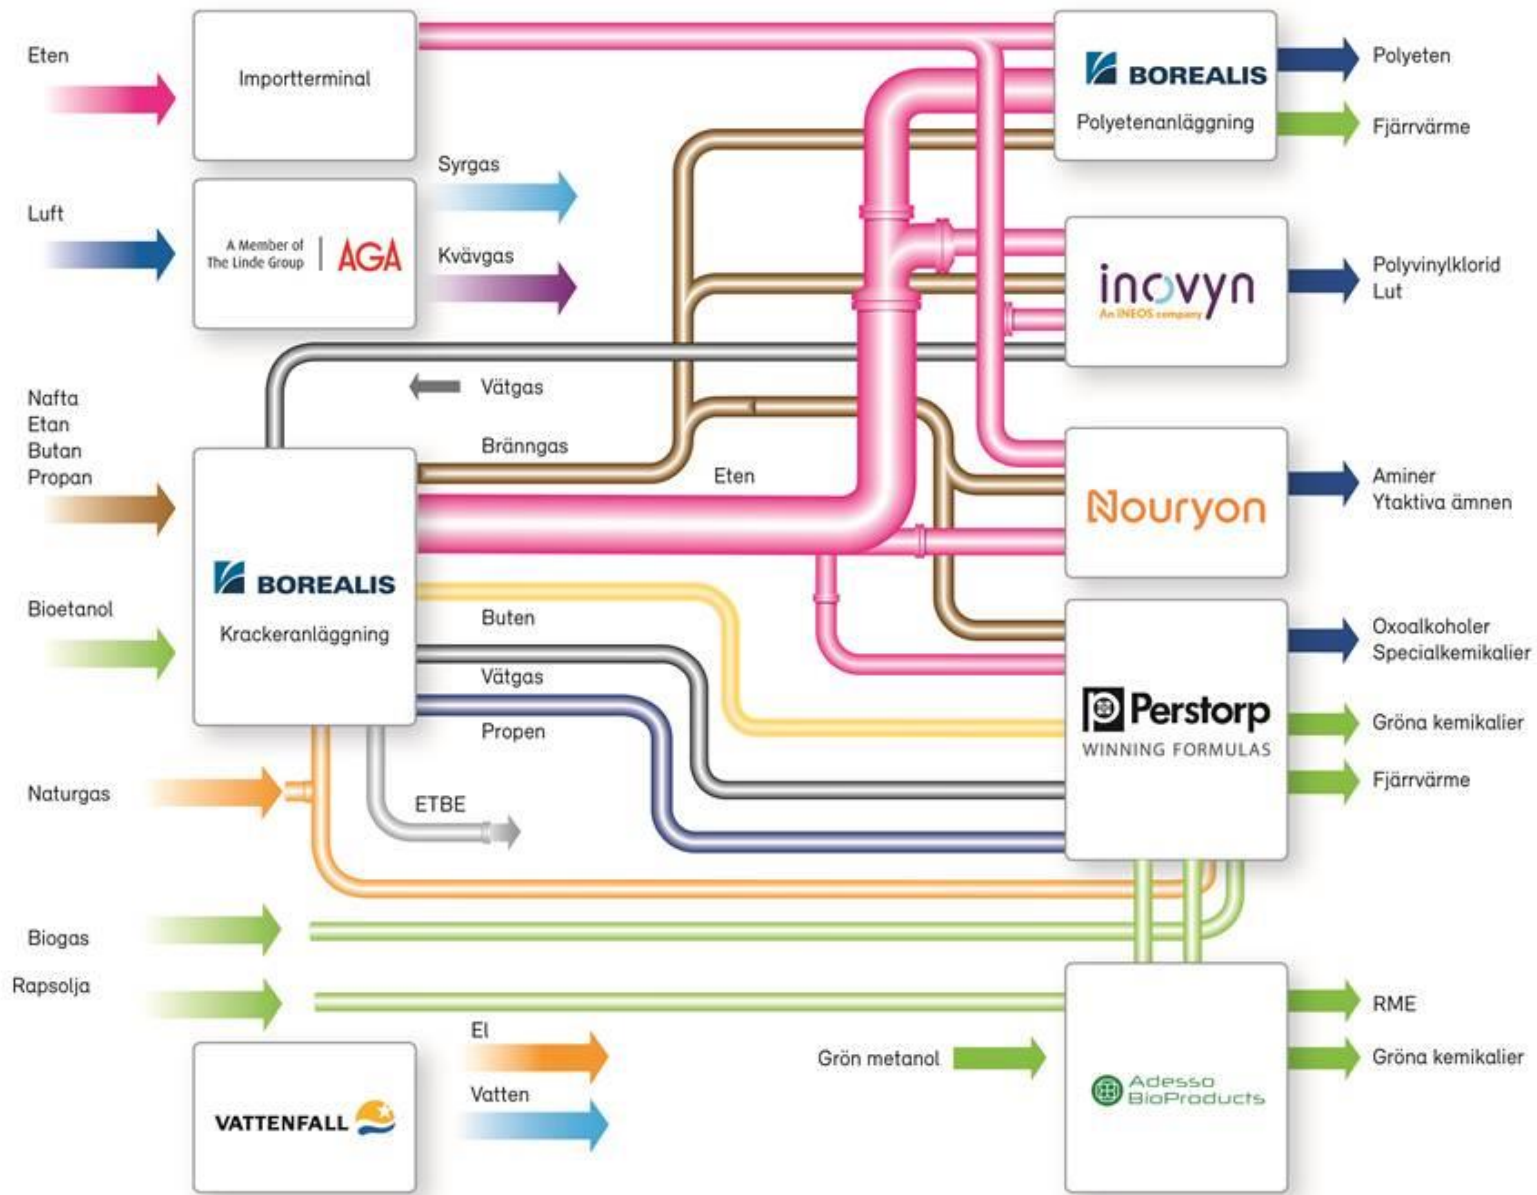 Eten
Importterminal
BOREALIS
Polyetenanläggning
Polyeten
Fjärrvärme
Luft
A Member of
The Linde Group
AGA
Syrgas
Kvävgas
inovyn
An INEOS company
Polyvinylklorid
Lut
Nafta
Etan
Butan
Propan
Vätgas
Bränngas
Eten
Nouryon
Aminer
Ytaktiva ämnen
Bioetanol
BOREALIS
Krackeranläggning
Buten
Vätgas
Propen
Perstorp
WINNING FORMULAS
Oxoalkoholer
Specialkemikalier
Gröna kemikalier
Fjärrvärme
Naturgas
ETBE
Biogas
Rapsolja
El
Vatten
VATTENFALL
Grön metanol
Adesso
BioProducts
RME
Gröna kemikalier